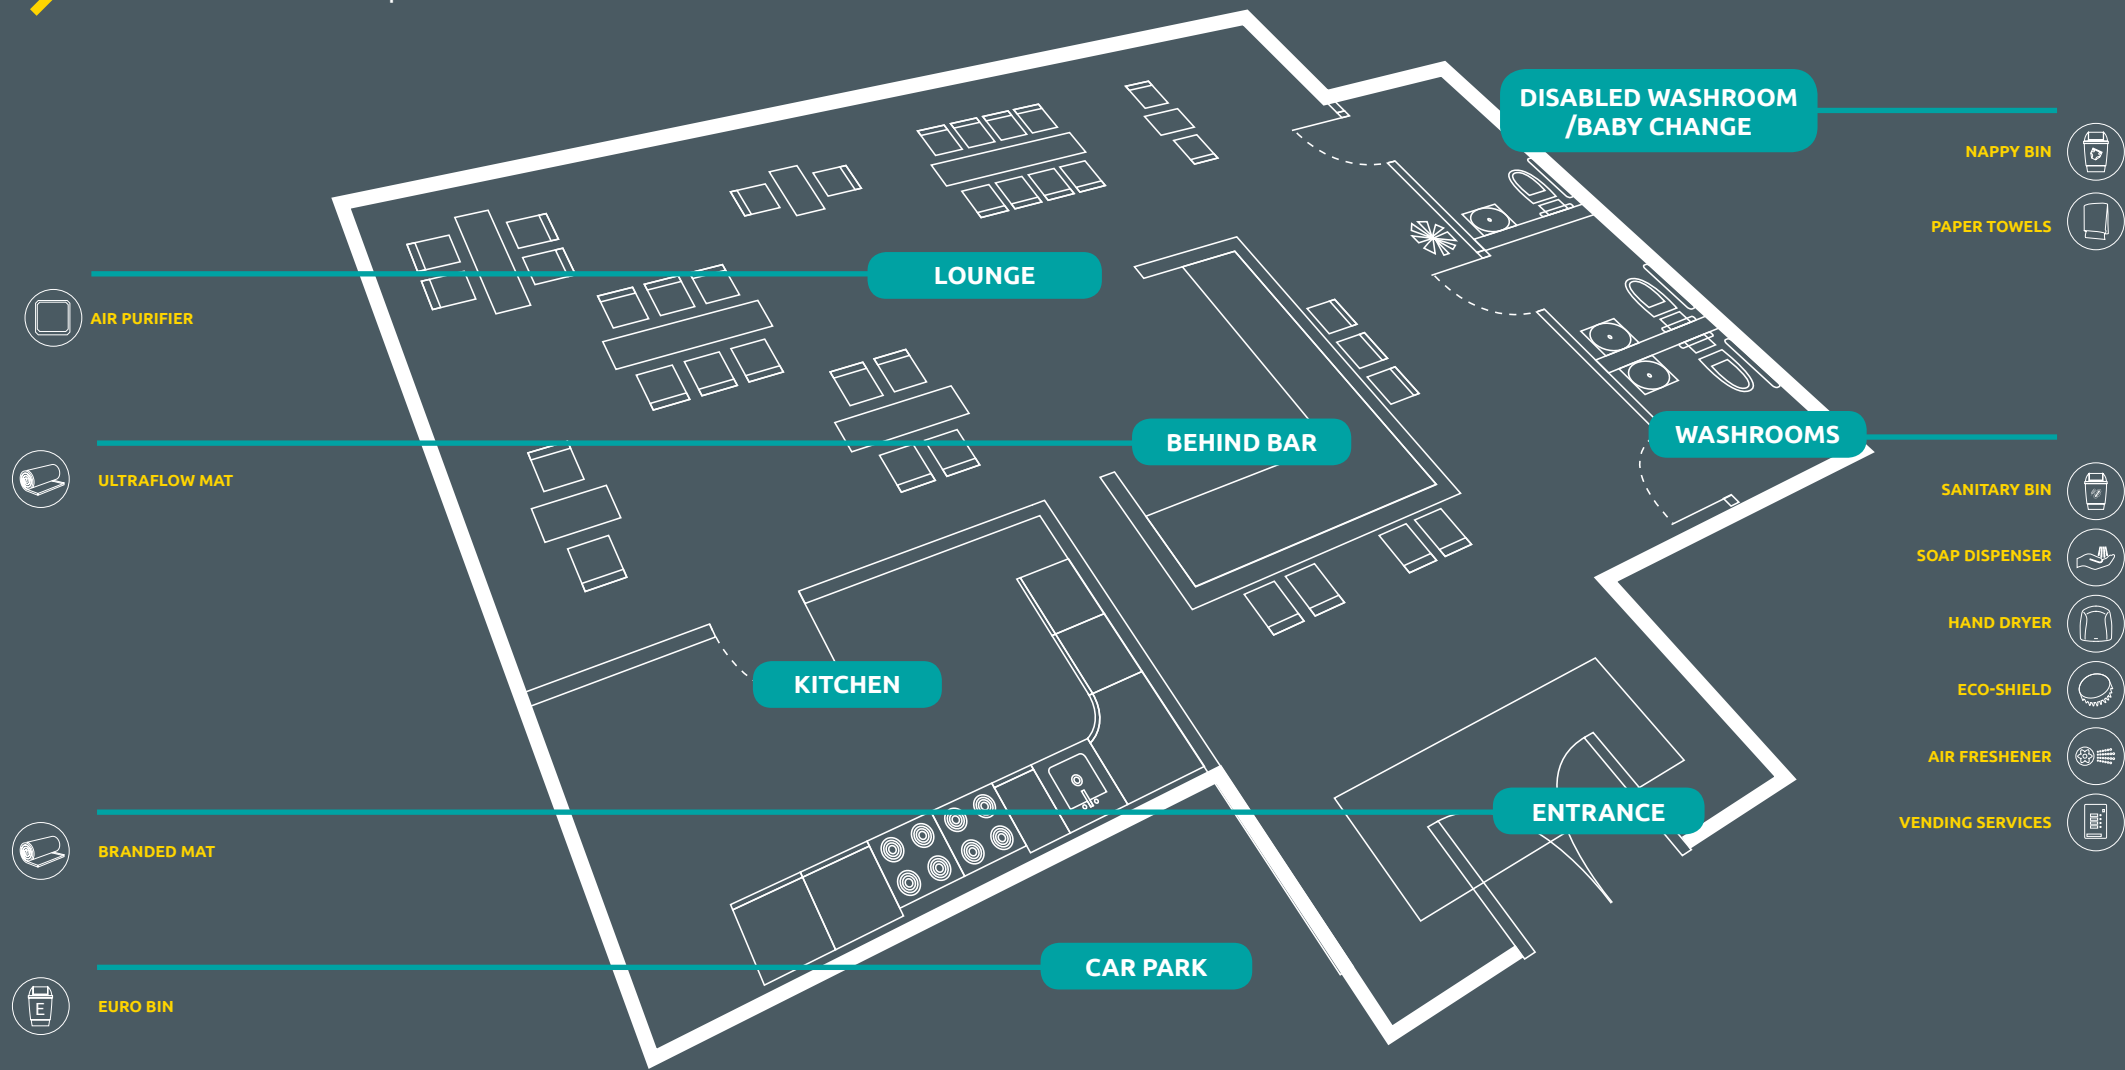 DISABLED WASHROOM
/BABY CHANGE
NAPPY BIN
PAPER TOWELS
LOUNGE
AIR PURIFIER
BEHIND BAR
ULTRAFLOW MAT
WASHROOMS
SANITARY BIN
SOAP DISPENSER
HAND DRYER
ECO-SHIELD
AIR FRESHENER
VENDING SERVICES
KITCHEN
ENTRANCE
BRANDED MAT
CAR PARK
E
EURO BIN